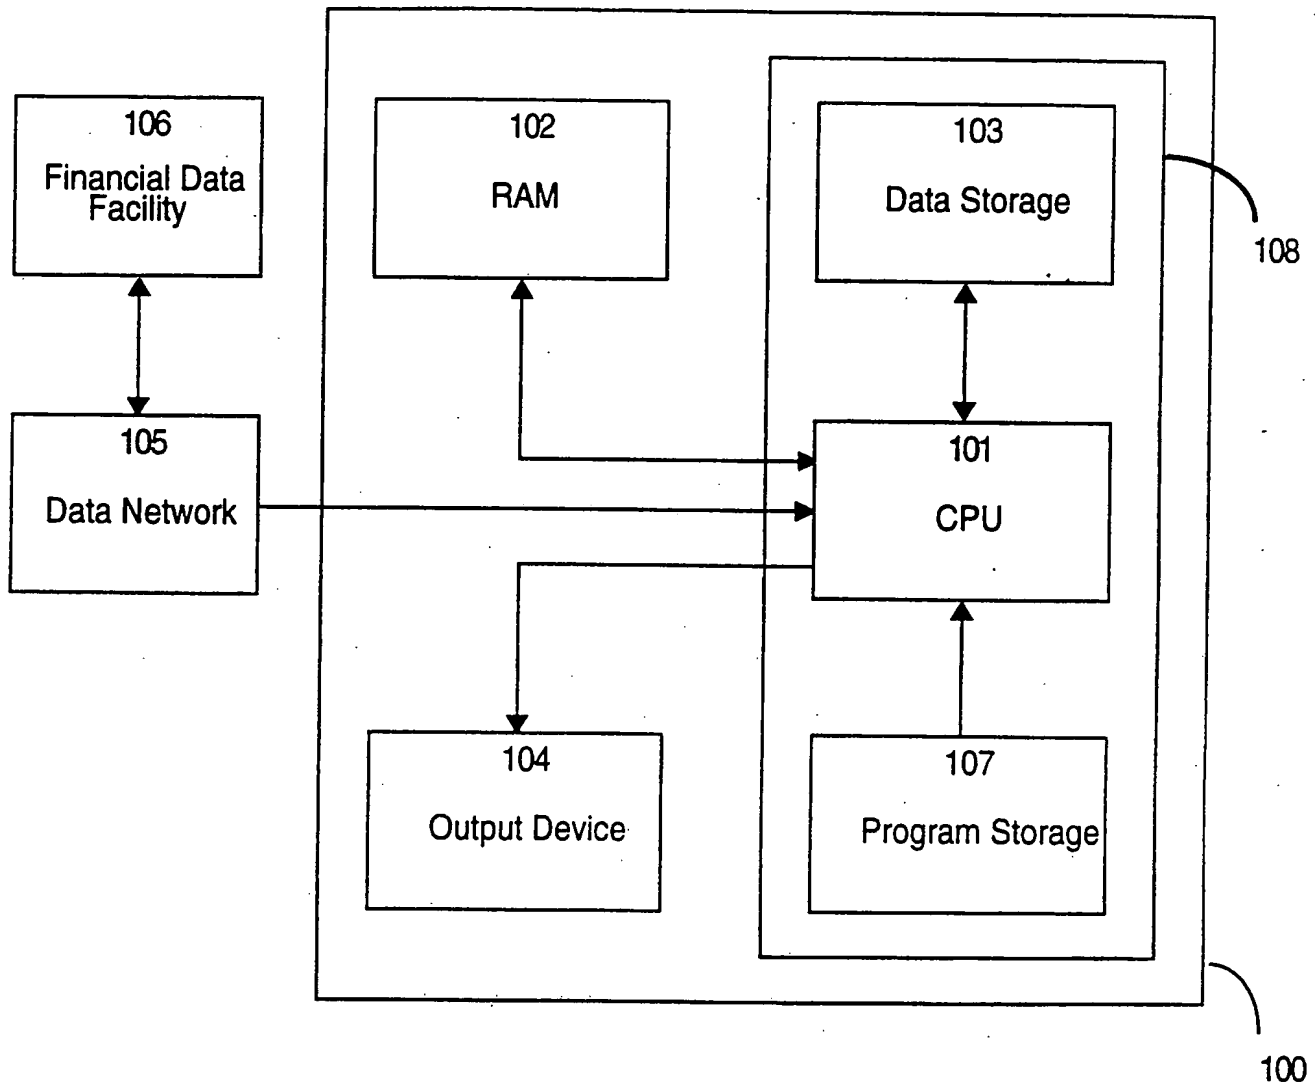 106
Financial Data
Facility
102
RAM
103
Data Storage
108
105
Data Network
101
CPU
104
Output Device
107
Program Storage
100